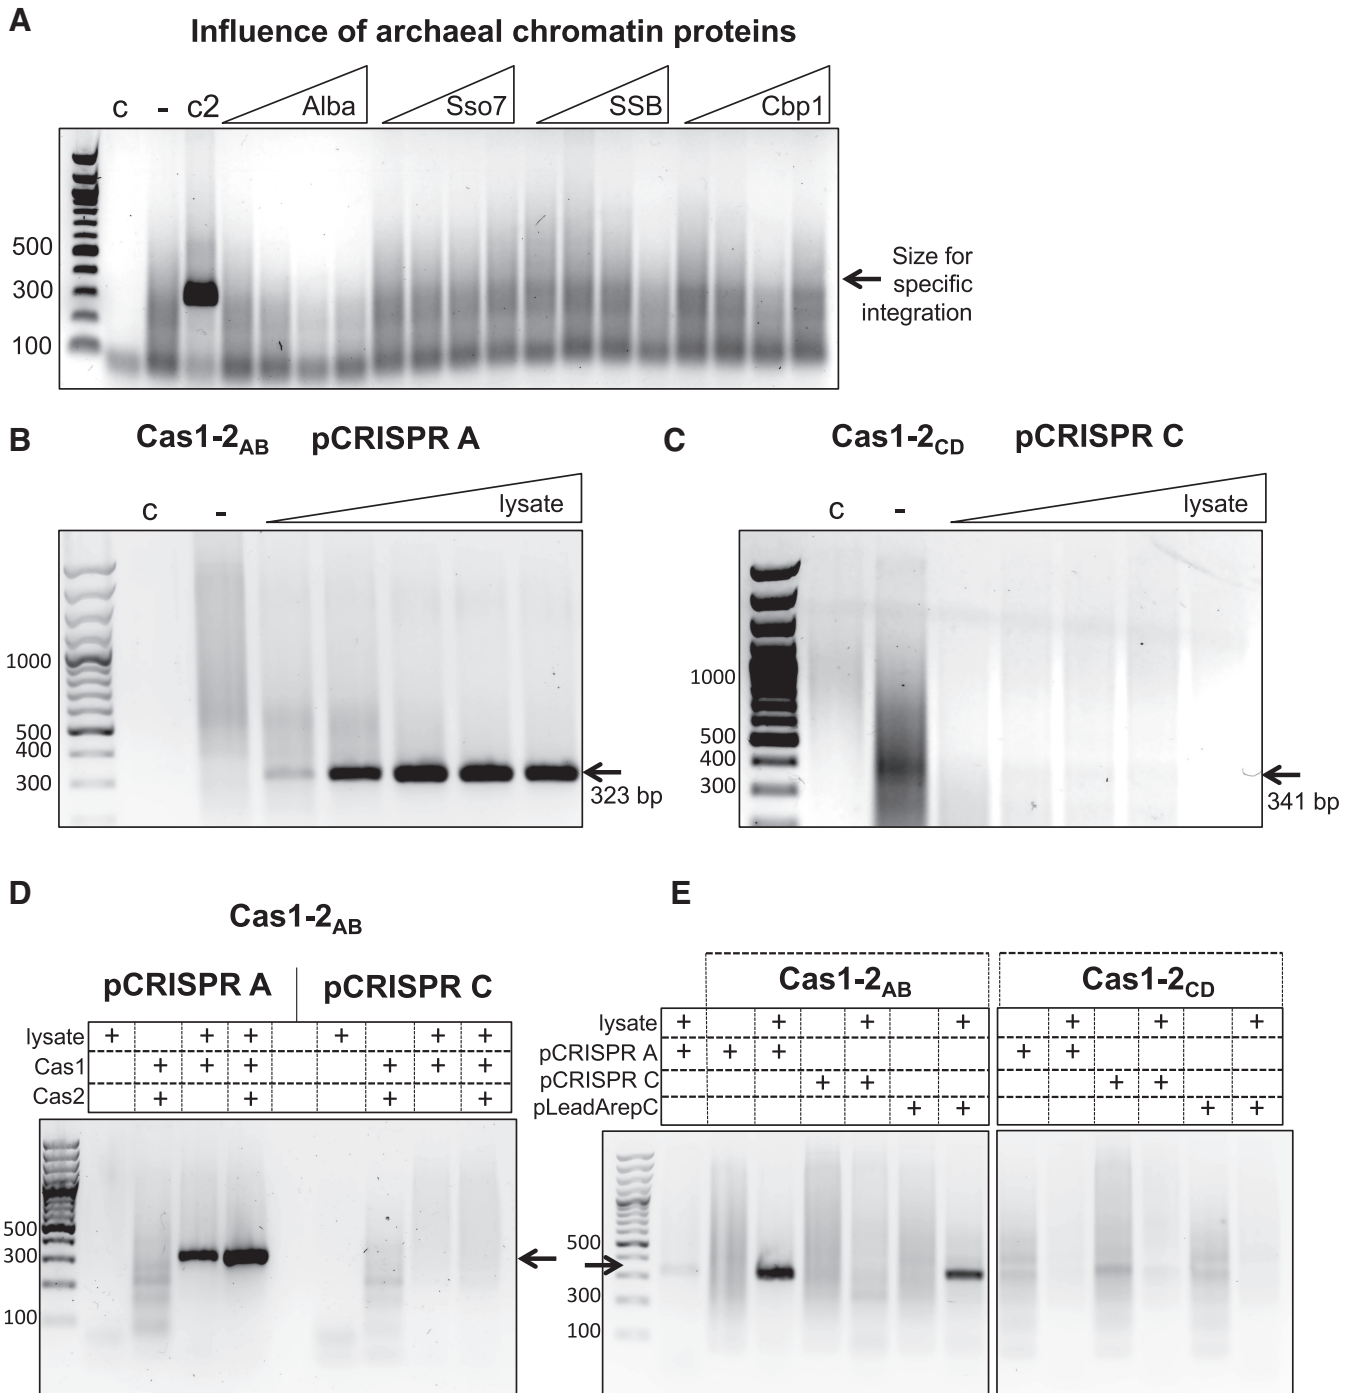 A
Influence of archaeal chromatin proteins
c - c2 Alba Sso7 SSB Cbp1
500
300
100
Size for
specific
integration
B
Cas1-2AB pCRISPR A
c - lysate
1000
500
400
300
323 bp
C
Cas1-2CD pCRISPR C
c - lysate
1000
500
400
300
341 bp
D
Cas1-2AB
pCRISPR A pCRISPR C
lysate + + + + + +
Cas1 + + + + + +
Cas2 + + + +
500
300
100
E
Cas1-2AB Cas1-2CD
lysate + + + + + + +
pCRISPR A + + + + +
pCRISPR C + + + +
pLeadArepC + + + +
500
300
100